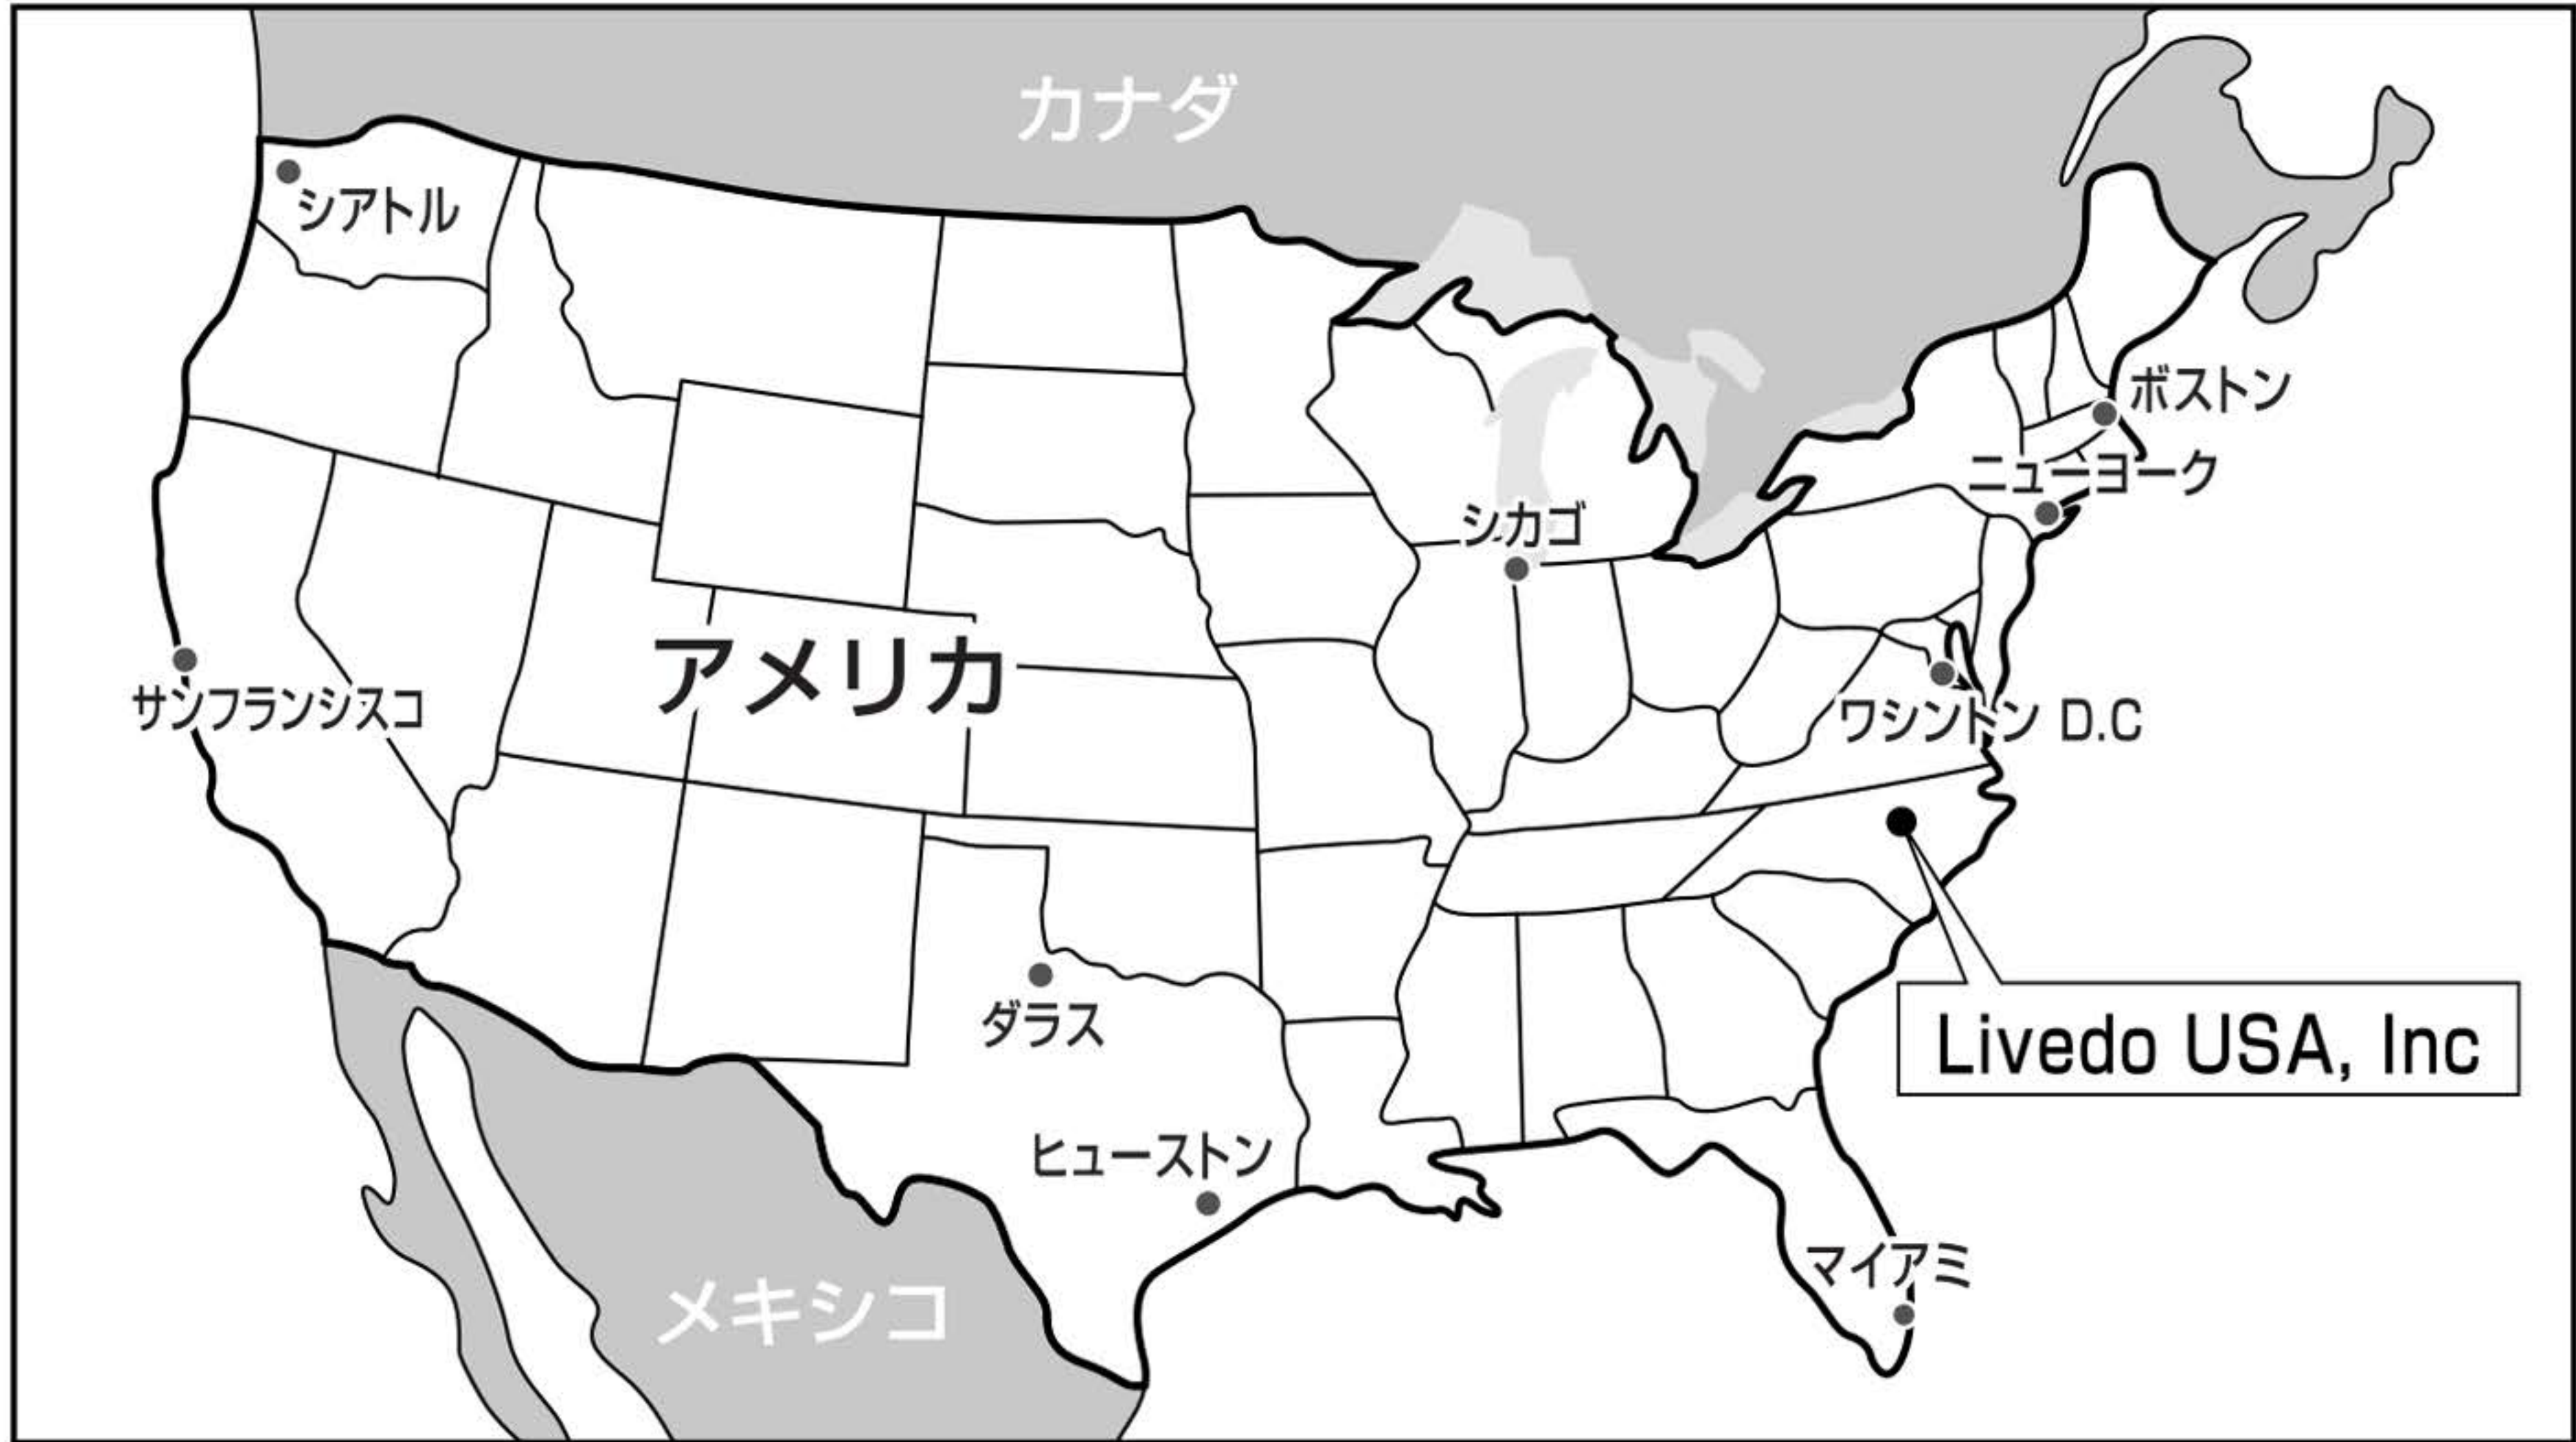 カナダ
シアトル
ボストン
ニューヨーク
シカゴ
アメリカ
サンフランシスコ
ワシントン D.C
ダラス
Livedo USA, Inc
ヒューストン
マイアミ
メキシコ